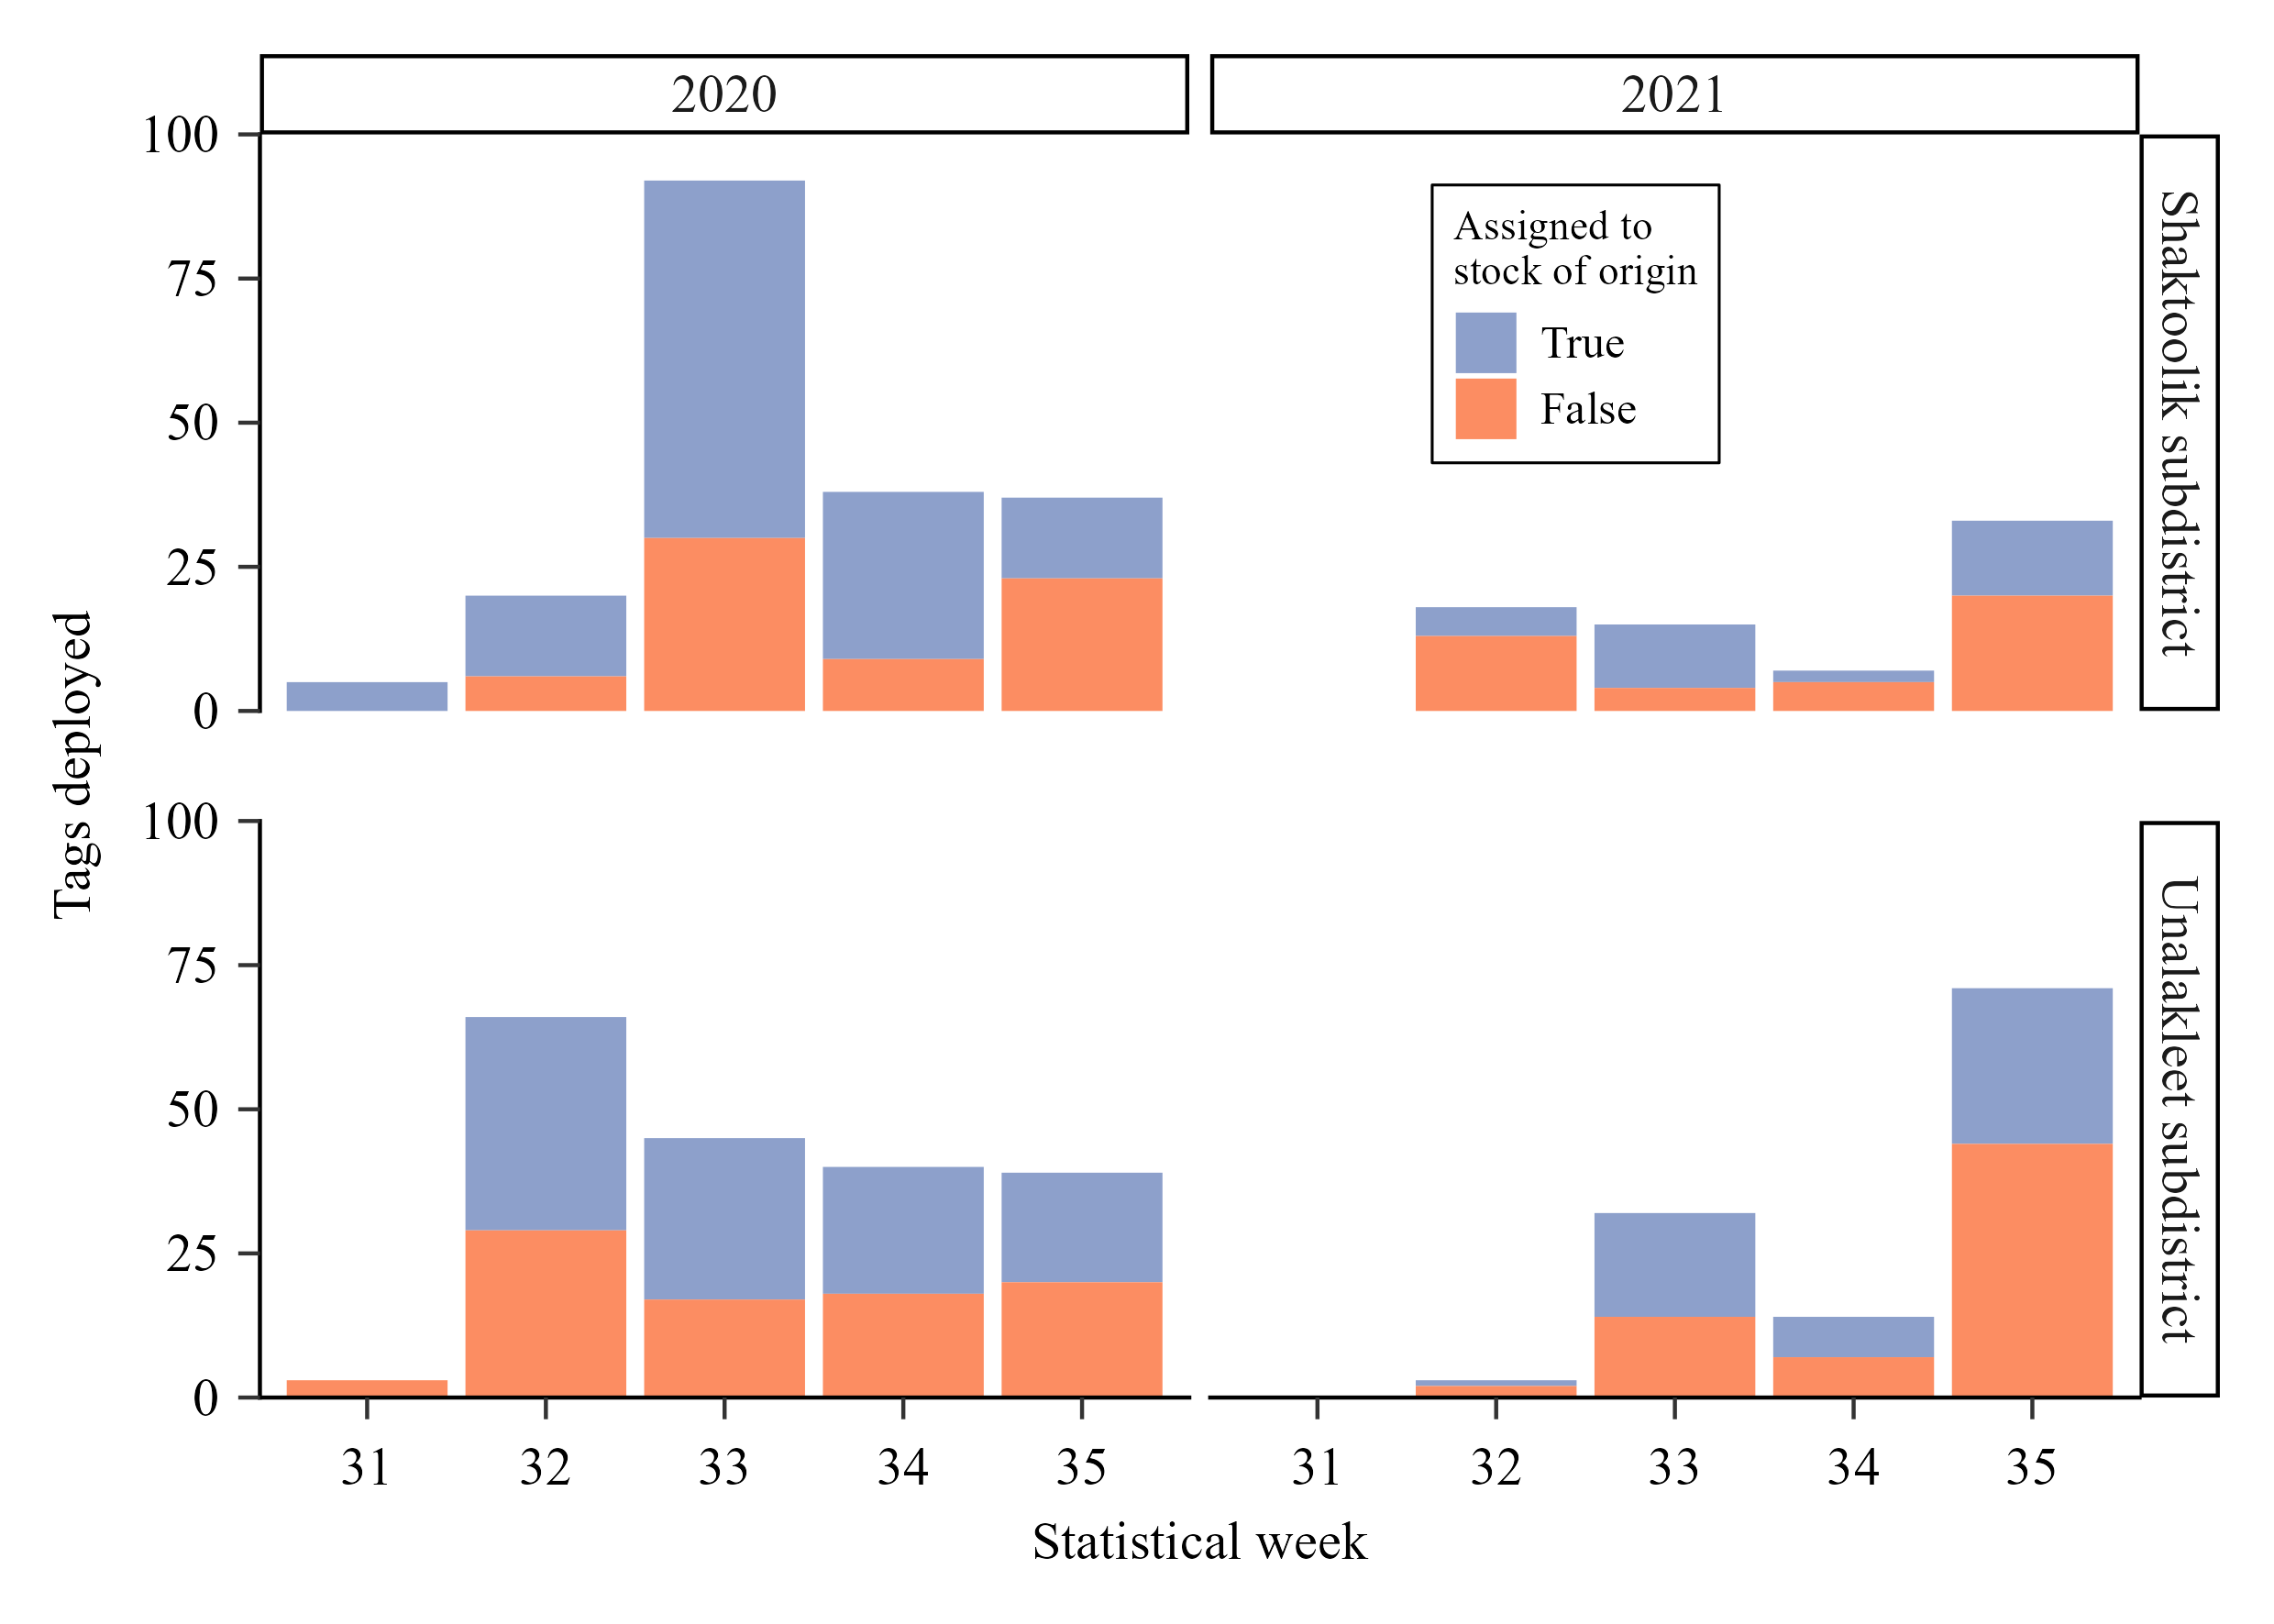 2020
2021
100
75
50
25
0
Shaktoolik subdistrict
Assigned to
stock of origin
True
False
Tags deployed
100
75
50
25
0
Unalakleet subdistrict
31 32 33 34 35
31 32 33 34 35
Statistical week